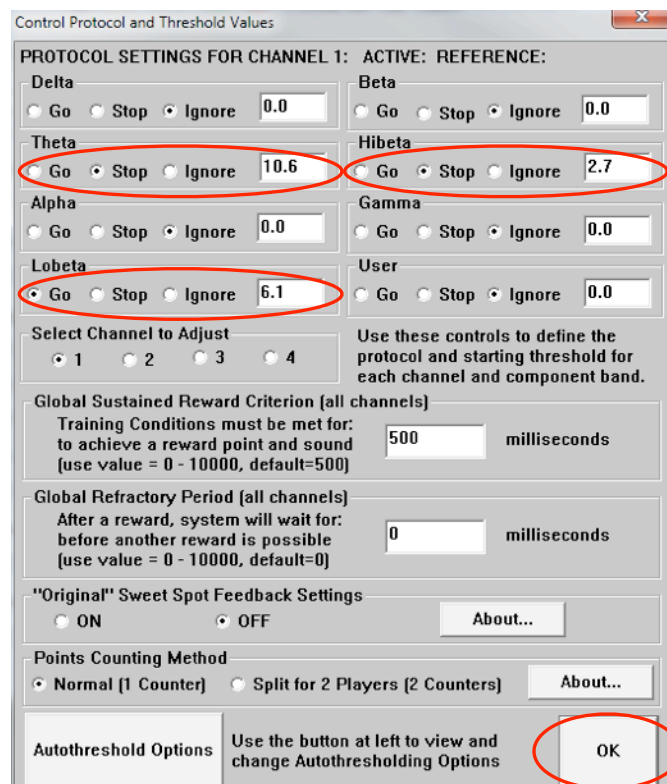 Control Protocol and Threshold Values
PROTOCOL SETTINGS FOR CHANNEL 1: ACTIVE: REFERENCE:
Delta
Go Stop Ignore 0.0
Beta
Go Stop Ignore 0.0
Theta
Go Stop Ignore 10.6
Hibeta
Go Stop Ignore 2.7
Alpha
Go Stop Ignore 0.0
Gamma
Go Stop Ignore 0.0
Lobeta
Go Stop Ignore 6.1
User
Go Stop Ignore 0.0
Select Channel to Adjust
1 2 3 4
Use these controls to define the
protocol and starting threshold for
each channel and component band.
Global Sustained Reward Criterion (all channels)
Training Conditions must be met for:
to achieve a reward point and sound
(use value = 0 - 10000, default=500)
500 milliseconds
Global Refractory Period (all channels)
After a reward, system will wait for:
before another reward is possible
(use value = 0 - 10000, default=0)
0 milliseconds
"Original" Sweet Spot Feedback Settings
ON OFF About...
Points Counting Method
Normal (1 Counter) Split for 2 Players (2 Counters) About...
Autothreshold Options
Use the button at left to view and
change Autothresholding Options
OK